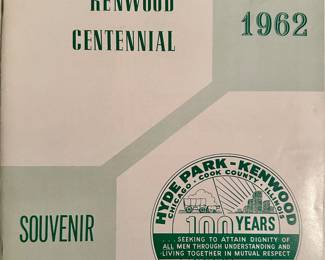 KENWOOD
CENTENNIAL
1962
SOUVENIR
HYDE PARK - KENWOOD
CHICAGO • COOK COUNTY • ILLINOIS
100 YEARS
. . . . SEEKING TO ATTAIN DIGNITY OF
ALL MEN THROUGH UNDERSTANDING AND
LIVING TOGETHER IN MUTUAL RESPECT